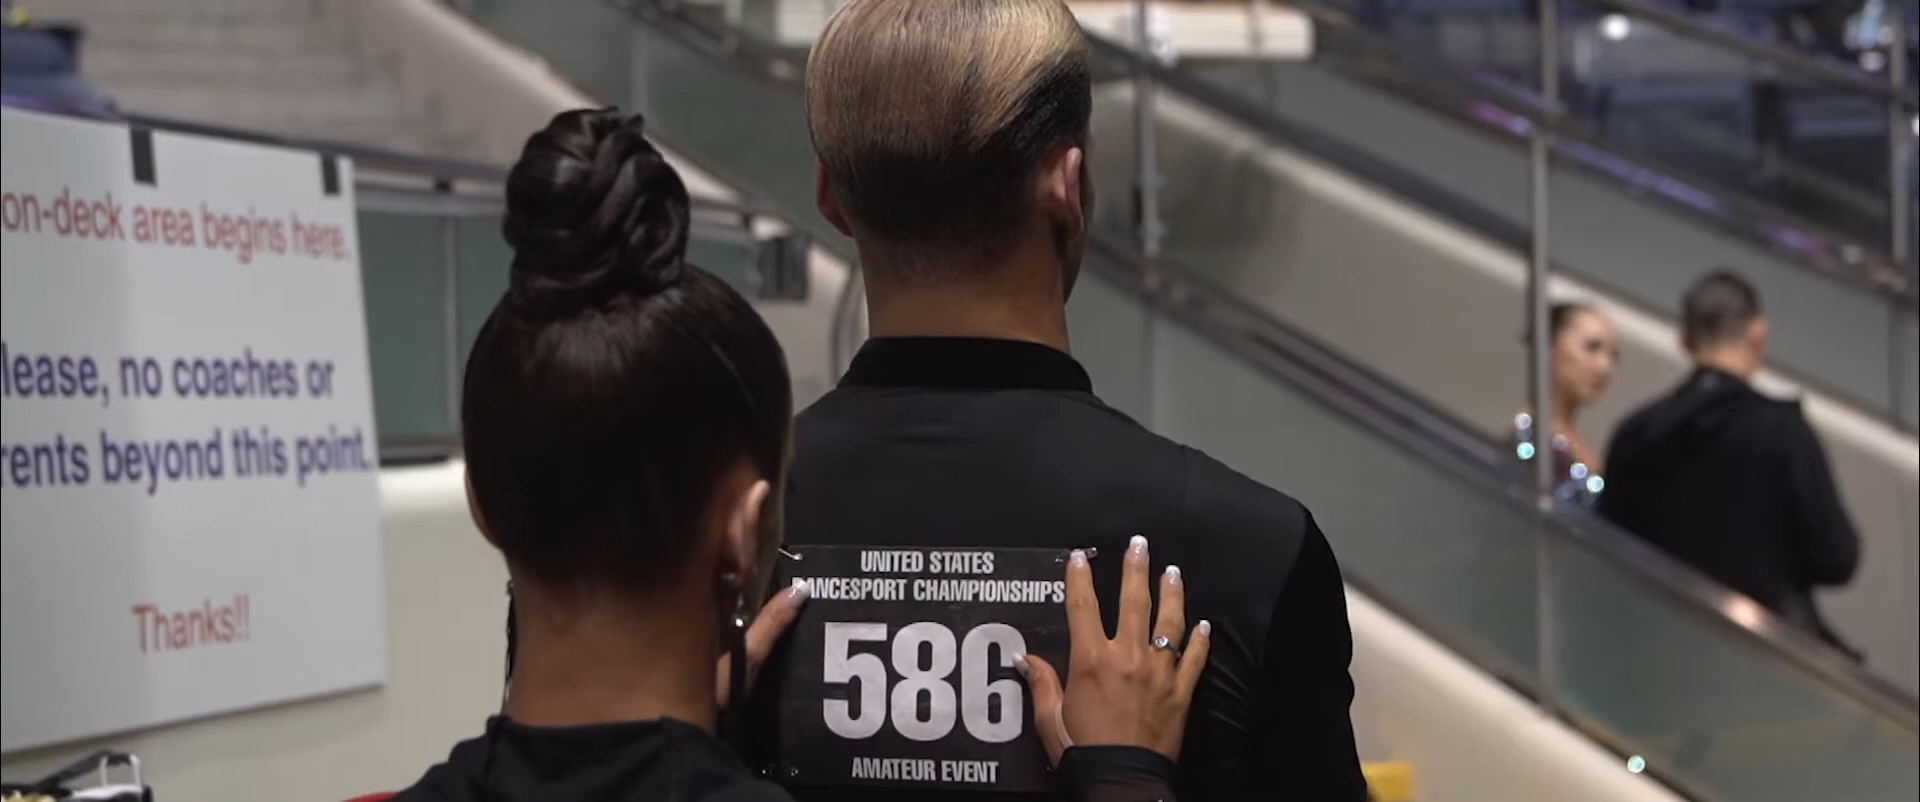 on-deck area begins here.
lease, no coaches or
rents beyond this point.
Thanks!!
UNITED STATES
DANCESPORT CHAMPIONSHIPS
586
AMATEUR EVENT